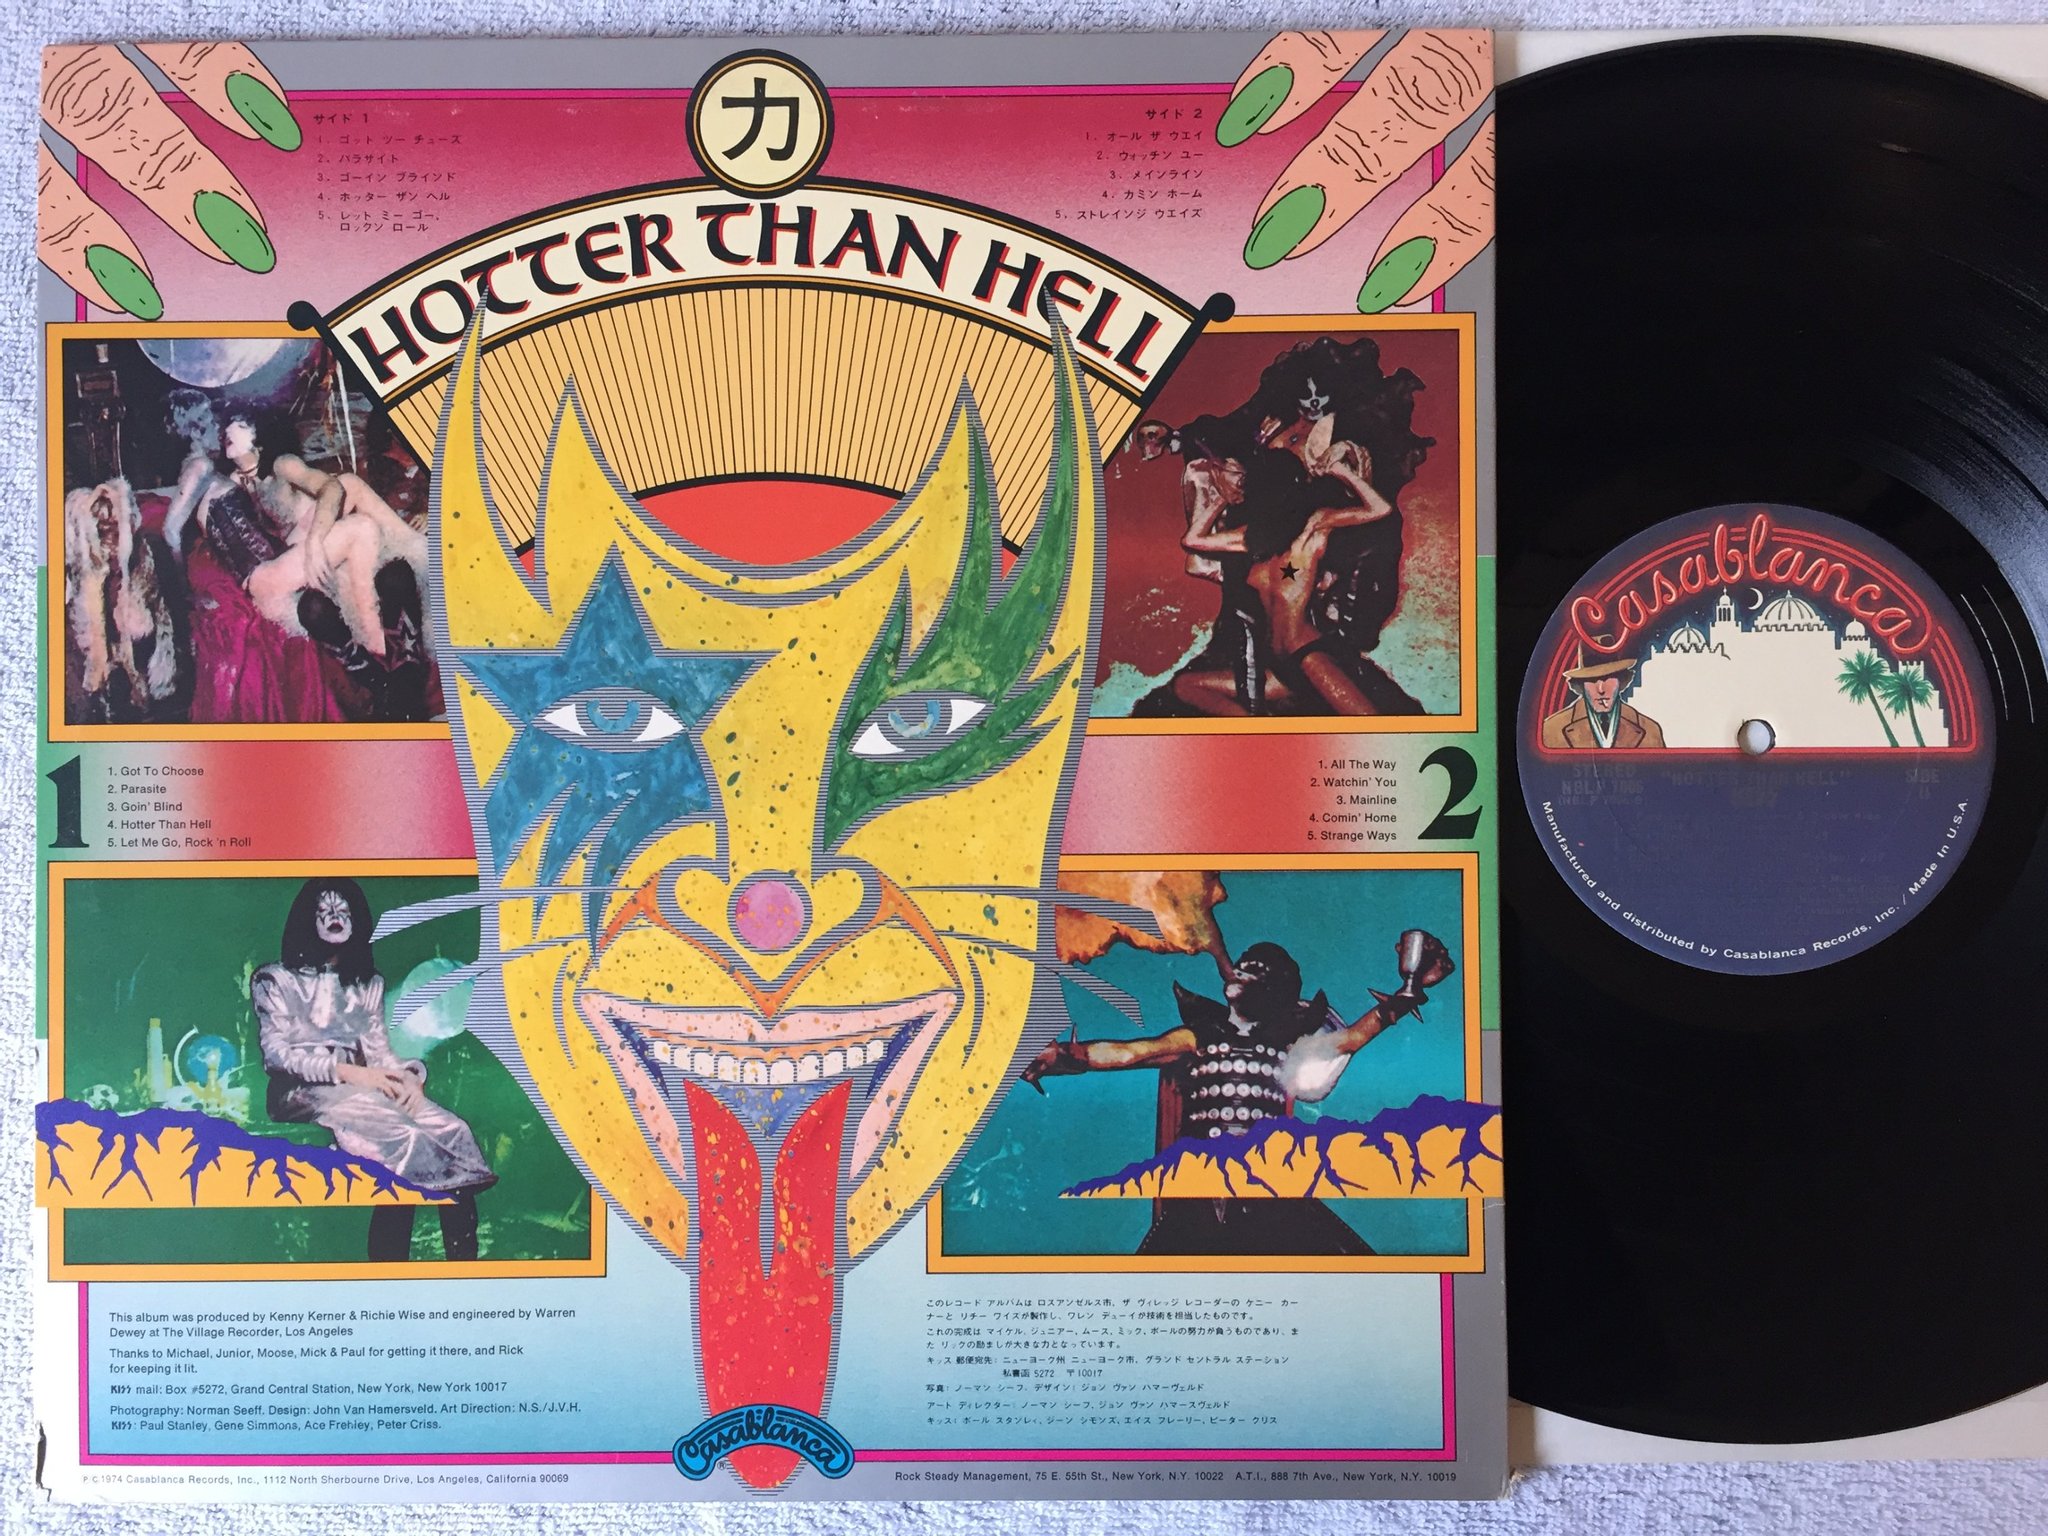 サイド 1
1. ゴット ツー チューズ
2. パラサイト
3. ゴーイン ブラインド
4. ホッター ザン ヘル
5. レット ミー ゴー,
ロックン ロール
力
サイド 2
1. オール ザ ウエイ
2. ウォッチン ユー
3. メインライン
4. カミン ホーム
5. ストレインジ ウエイズ
HOTTER THAN HELL
1
1. Got To Choose
2. Parasite
3. Goin' Blind
4. Hotter Than Hell
5. Let Me Go, Rock 'n Roll
2
1. All The Way
2. Watchin' You
3. Mainline
4. Comin' Home
5. Strange Ways
This album was produced by Kenny Kerner & Richie Wise and engineered by Warren
Dewey at The Village Recorder, Los Angeles
Thanks to Michael, Junior, Moose, Mick & Paul for getting it there, and Rick
for keeping it lit.
KISS mail: Box #5272, Grand Central Station, New York, New York 10017
Photography: Norman Seeff. Design: John Van Hamersveld. Art Direction: N.S./J.V.H.
KISS: Paul Stanley, Gene Simmons, Ace Frehley, Peter Criss.
このレコード アルバムは ロスアンゼルス市, ザ ヴィレッジ レコーダーの ケニー カー
ナーと リチー ワイズが製作し, ワレン デューイが技術を担当したものです。
これの完成は マイケル, ジュニアー, ムース, ミック, ポールの努力が負うものであり, ま
た リックの励ましが大きな力となっています。
キッス 郵便宛先: ニューヨーク州 ニューヨーク市, グランド セントラル ステーション
私書函 5272 〒10017
写真: ノーマン シーフ, デザイン: ジョン ヴァン ハマーヴェルド
アート ディレクター: ノーマン シーフ, ジョン ヴァン ハマースヴェルド
キッス: ポール スタンレィ, ジーン シモンズ, エイス フレーリー, ピーター クリス
Casablanca
®
P C 1974 Casablanca Records, Inc., 1112 North Sherbourne Drive, Los Angeles, California 90069
Rock Steady Management, 75 E. 55th St., New York, N.Y. 10022 A.T.I., 888 7th Ave., New York, N.Y. 10019
Casablanca
STEREO
NBLP 7006
"HOTTER THAN HELL"
SIDE
Manufactured and distributed by Casablanca Records, Inc. / Made in U.S.A.